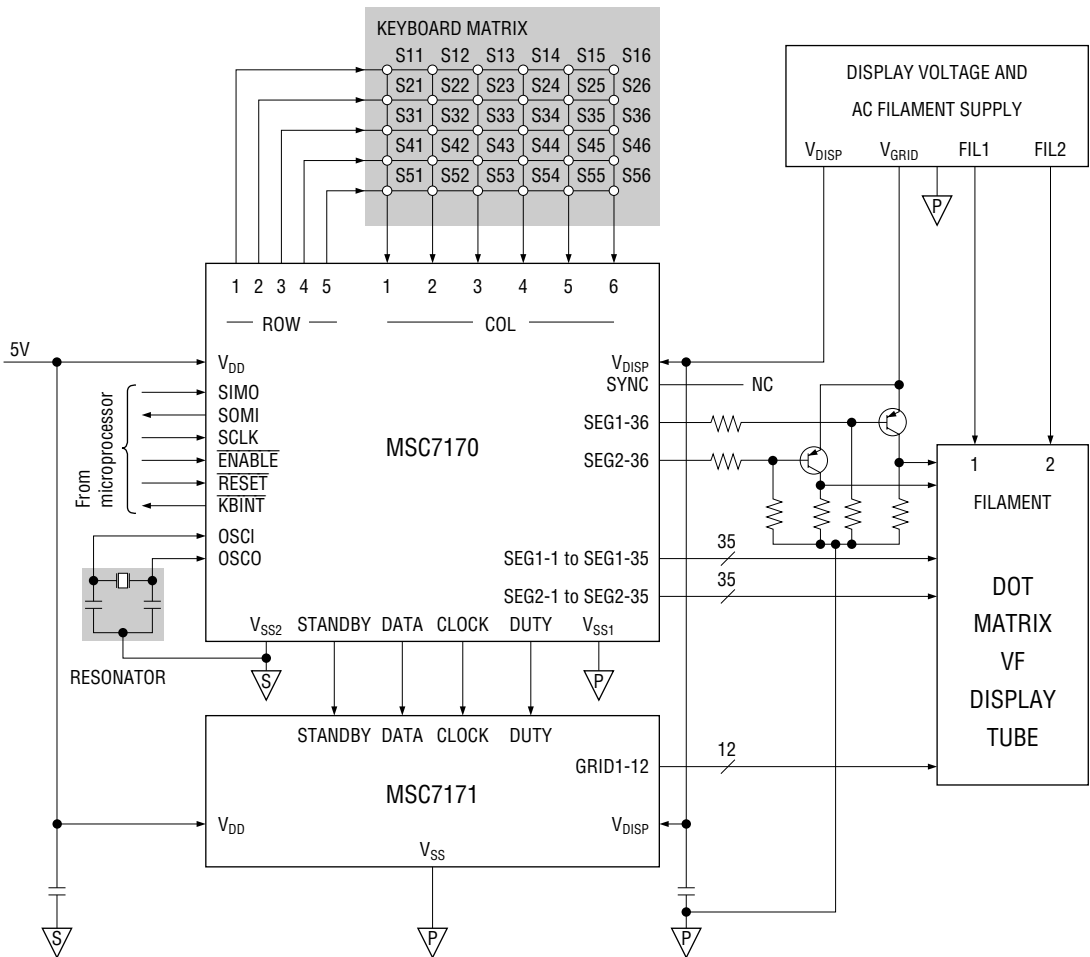 KEYBOARD MATRIX
S11 S12 S13 S14 S15 S16
S21 S22 S23 S24 S25 S26
S31 S32 S33 S34 S35 S36
S41 S42 S43 S44 S45 S46
S51 S52 S53 S54 S55 S56
DISPLAY VOLTAGE AND
AC FILAMENT SUPPLY
VDISP VGRID FIL1 FIL2
P
1 2 3 4 5 1 2 3 4 5 6
ROW COL
5V
VDD
VDISP
SYNC NC
From microprocessor
SIMO
SOMI
SCLK
ENABLE
RESET
KBINT
OSCI
OSCO
MSC7170
SEG1-36
SEG2-36
SEG1-1 to SEG1-35 35
SEG2-1 to SEG2-35 35
VSS2 STANDBY DATA CLOCK DUTY VSS1
RESONATOR
S
P
1 2
FILAMENT
DOT
MATRIX
VF
DISPLAY
TUBE
STANDBY DATA CLOCK DUTY
GRID1-12 12
MSC7171
VDD
VDISP
VSS
S
P
P